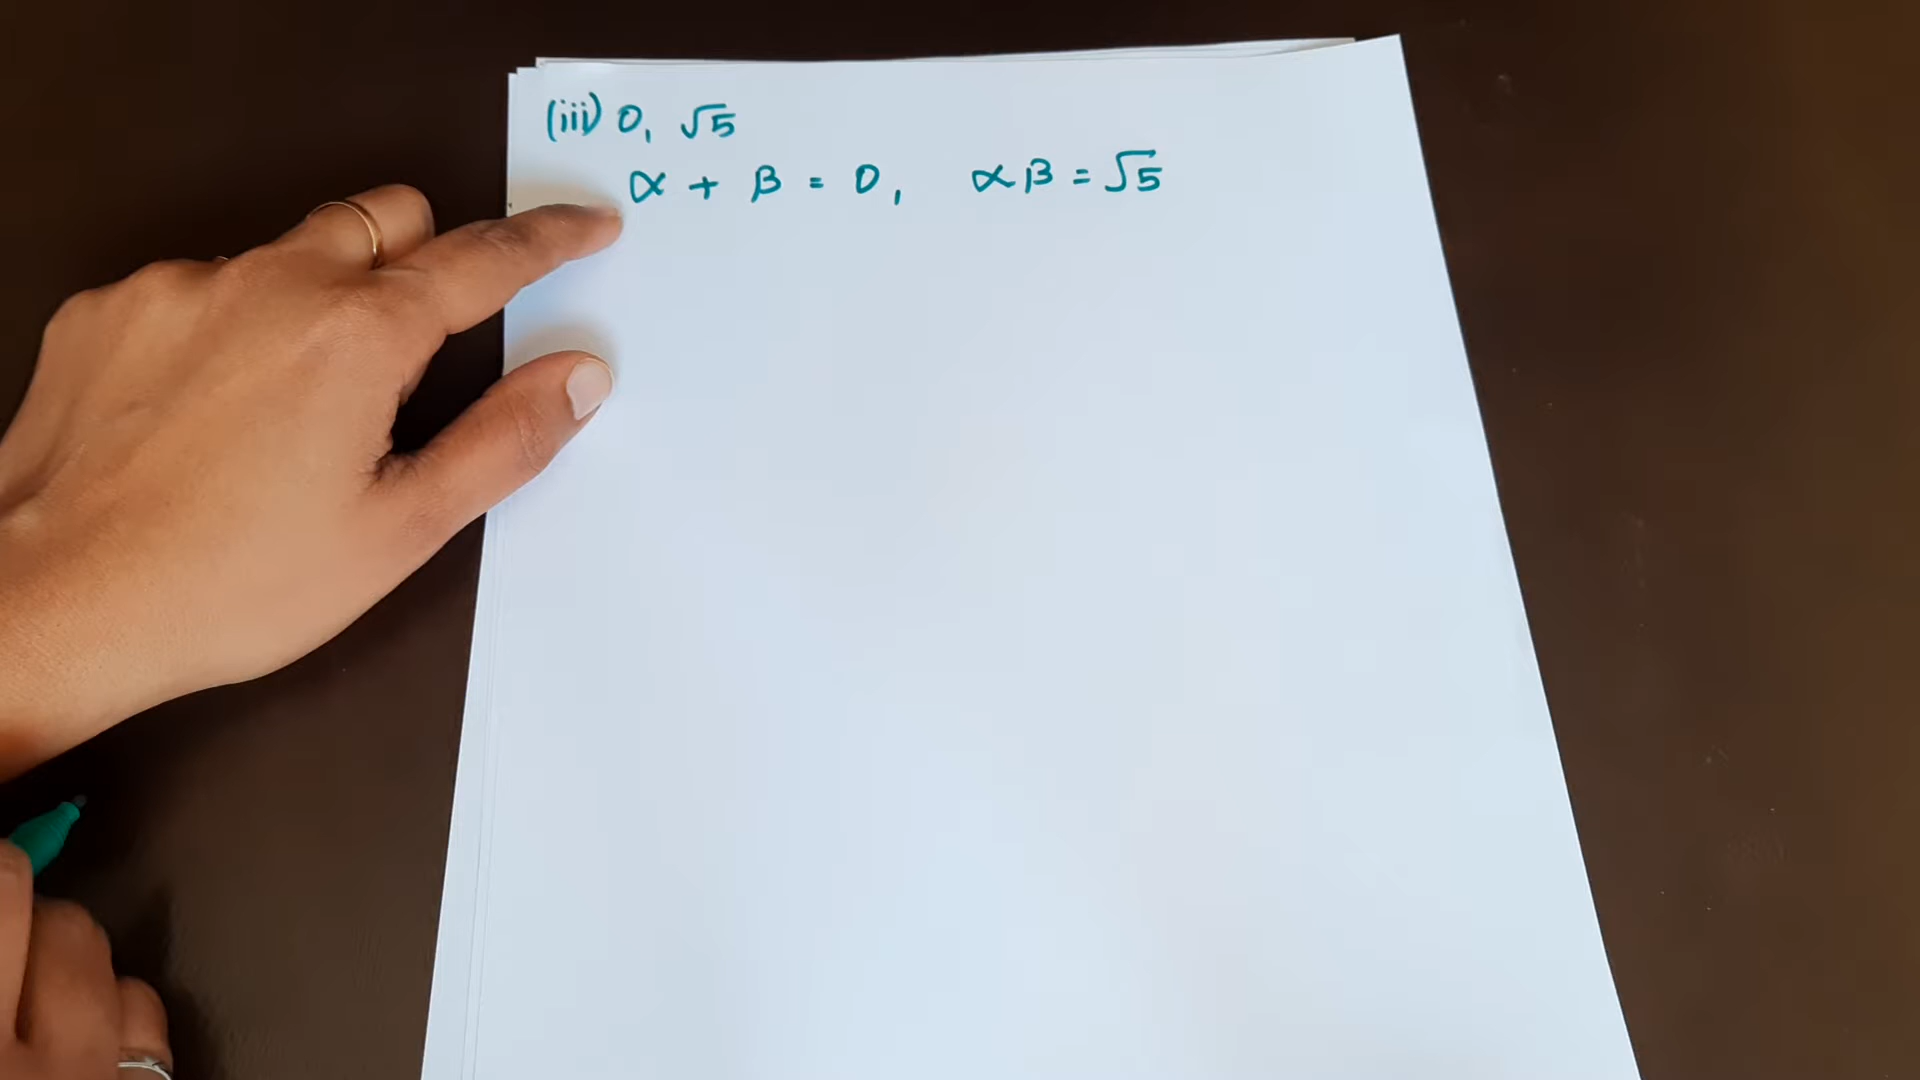 (iii) 0, √5
α + β = 0, αβ = √5